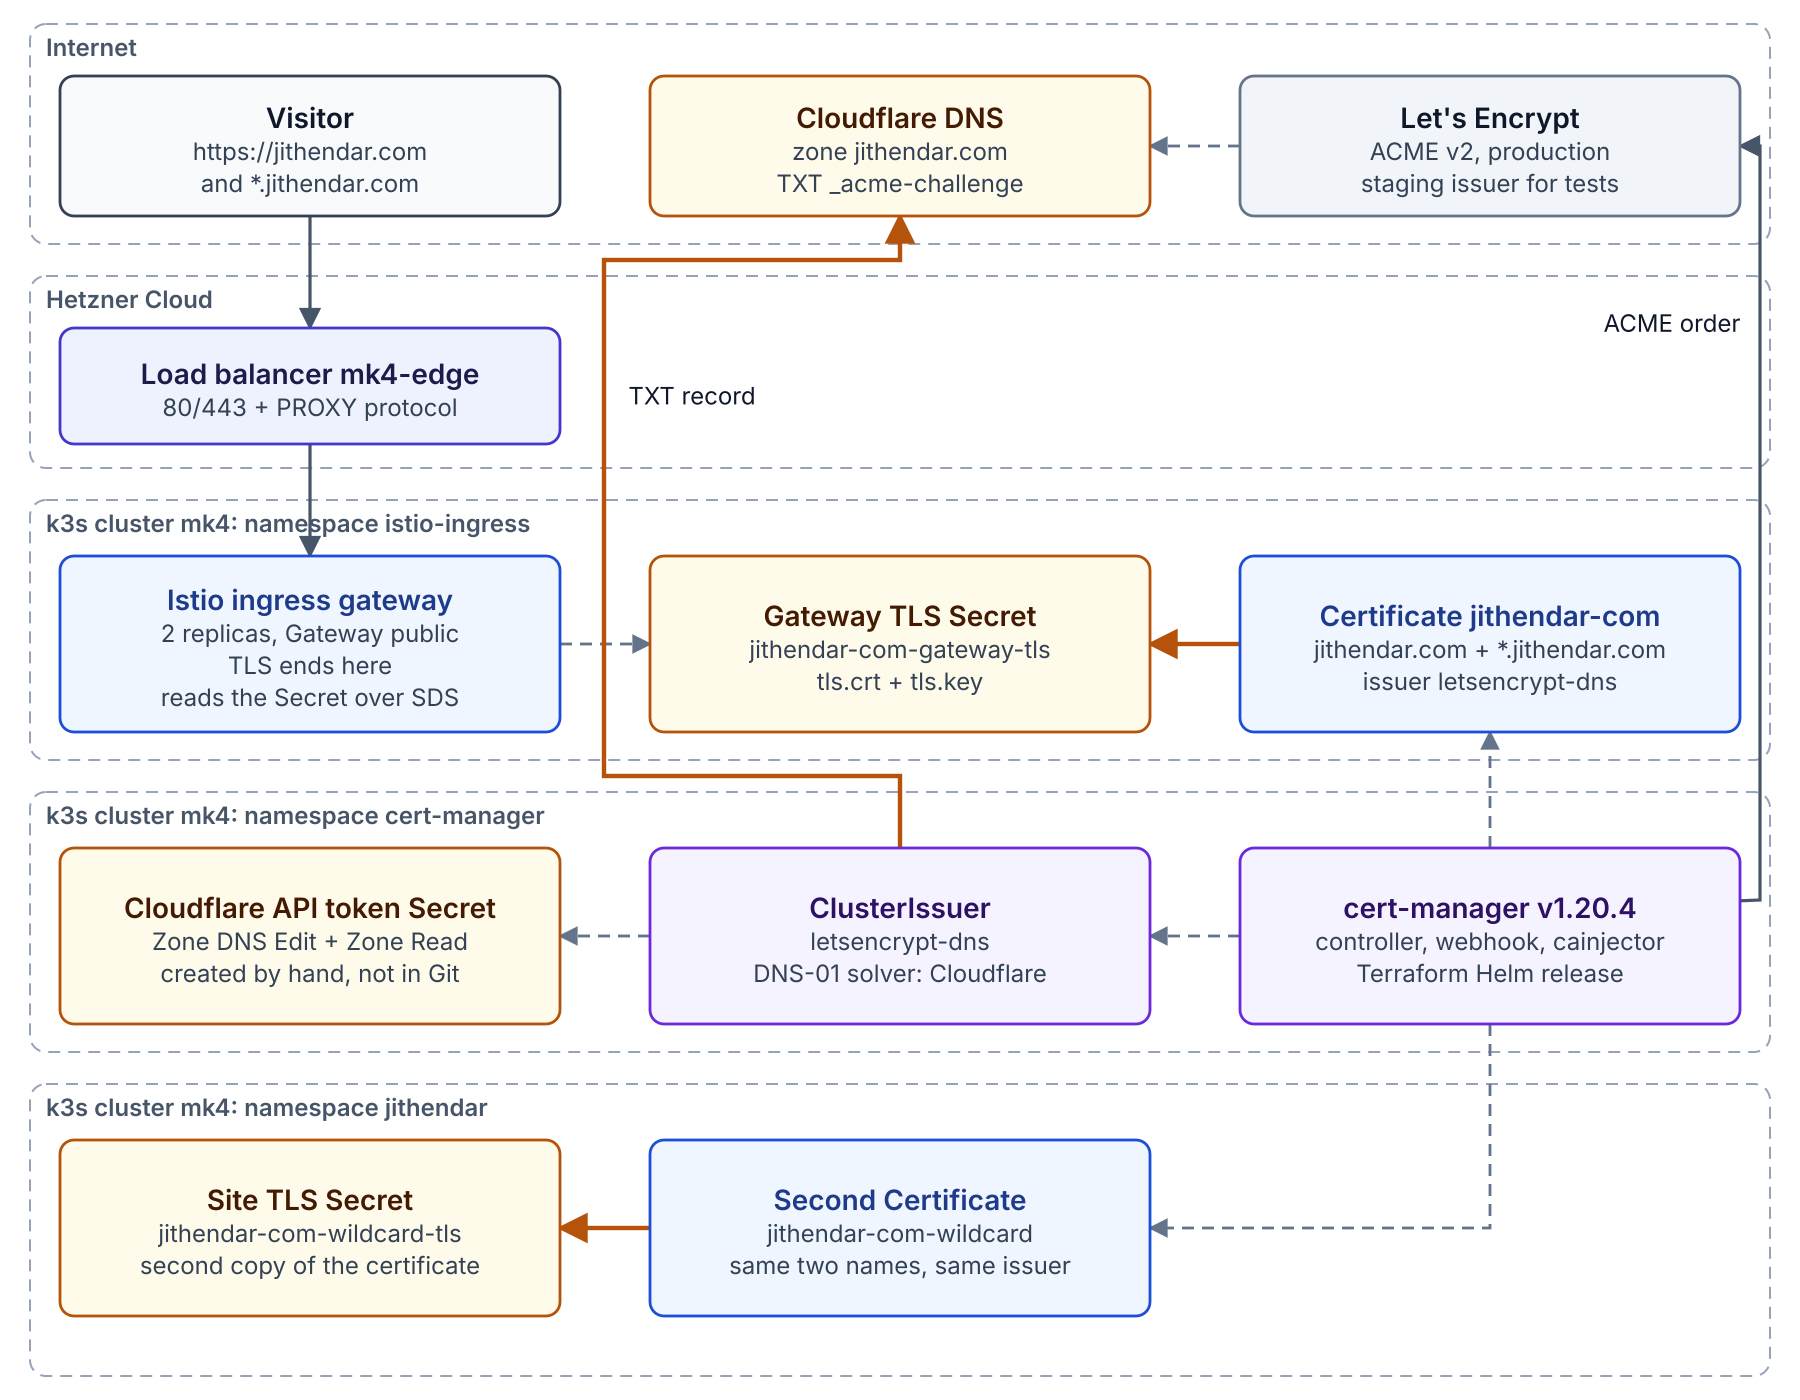 Internet
Visitor
https://jithendar.com
and *.jithendar.com
Cloudflare DNS
zone jithendar.com
TXT _acme-challenge
Let's Encrypt
ACME v2, production
staging issuer for tests
Hetzner Cloud
ACME order
Load balancer mk4-edge
80/443 + PROXY protocol
TXT record
k3s cluster mk4: namespace istio-ingress
Istio ingress gateway
2 replicas, Gateway public
TLS ends here
reads the Secret over SDS
Gateway TLS Secret
jithendar-com-gateway-tls
tls.crt + tls.key
Certificate jithendar-com
jithendar.com + *.jithendar.com
issuer letsencrypt-dns
k3s cluster mk4: namespace cert-manager
Cloudflare API token Secret
Zone DNS Edit + Zone Read
created by hand, not in Git
ClusterIssuer
letsencrypt-dns
DNS-01 solver: Cloudflare
cert-manager v1.20.4
controller, webhook, cainjector
Terraform Helm release
k3s cluster mk4: namespace jithendar
Site TLS Secret
jithendar-com-wildcard-tls
second copy of the certificate
Second Certificate
jithendar-com-wildcard
same two names, same issuer